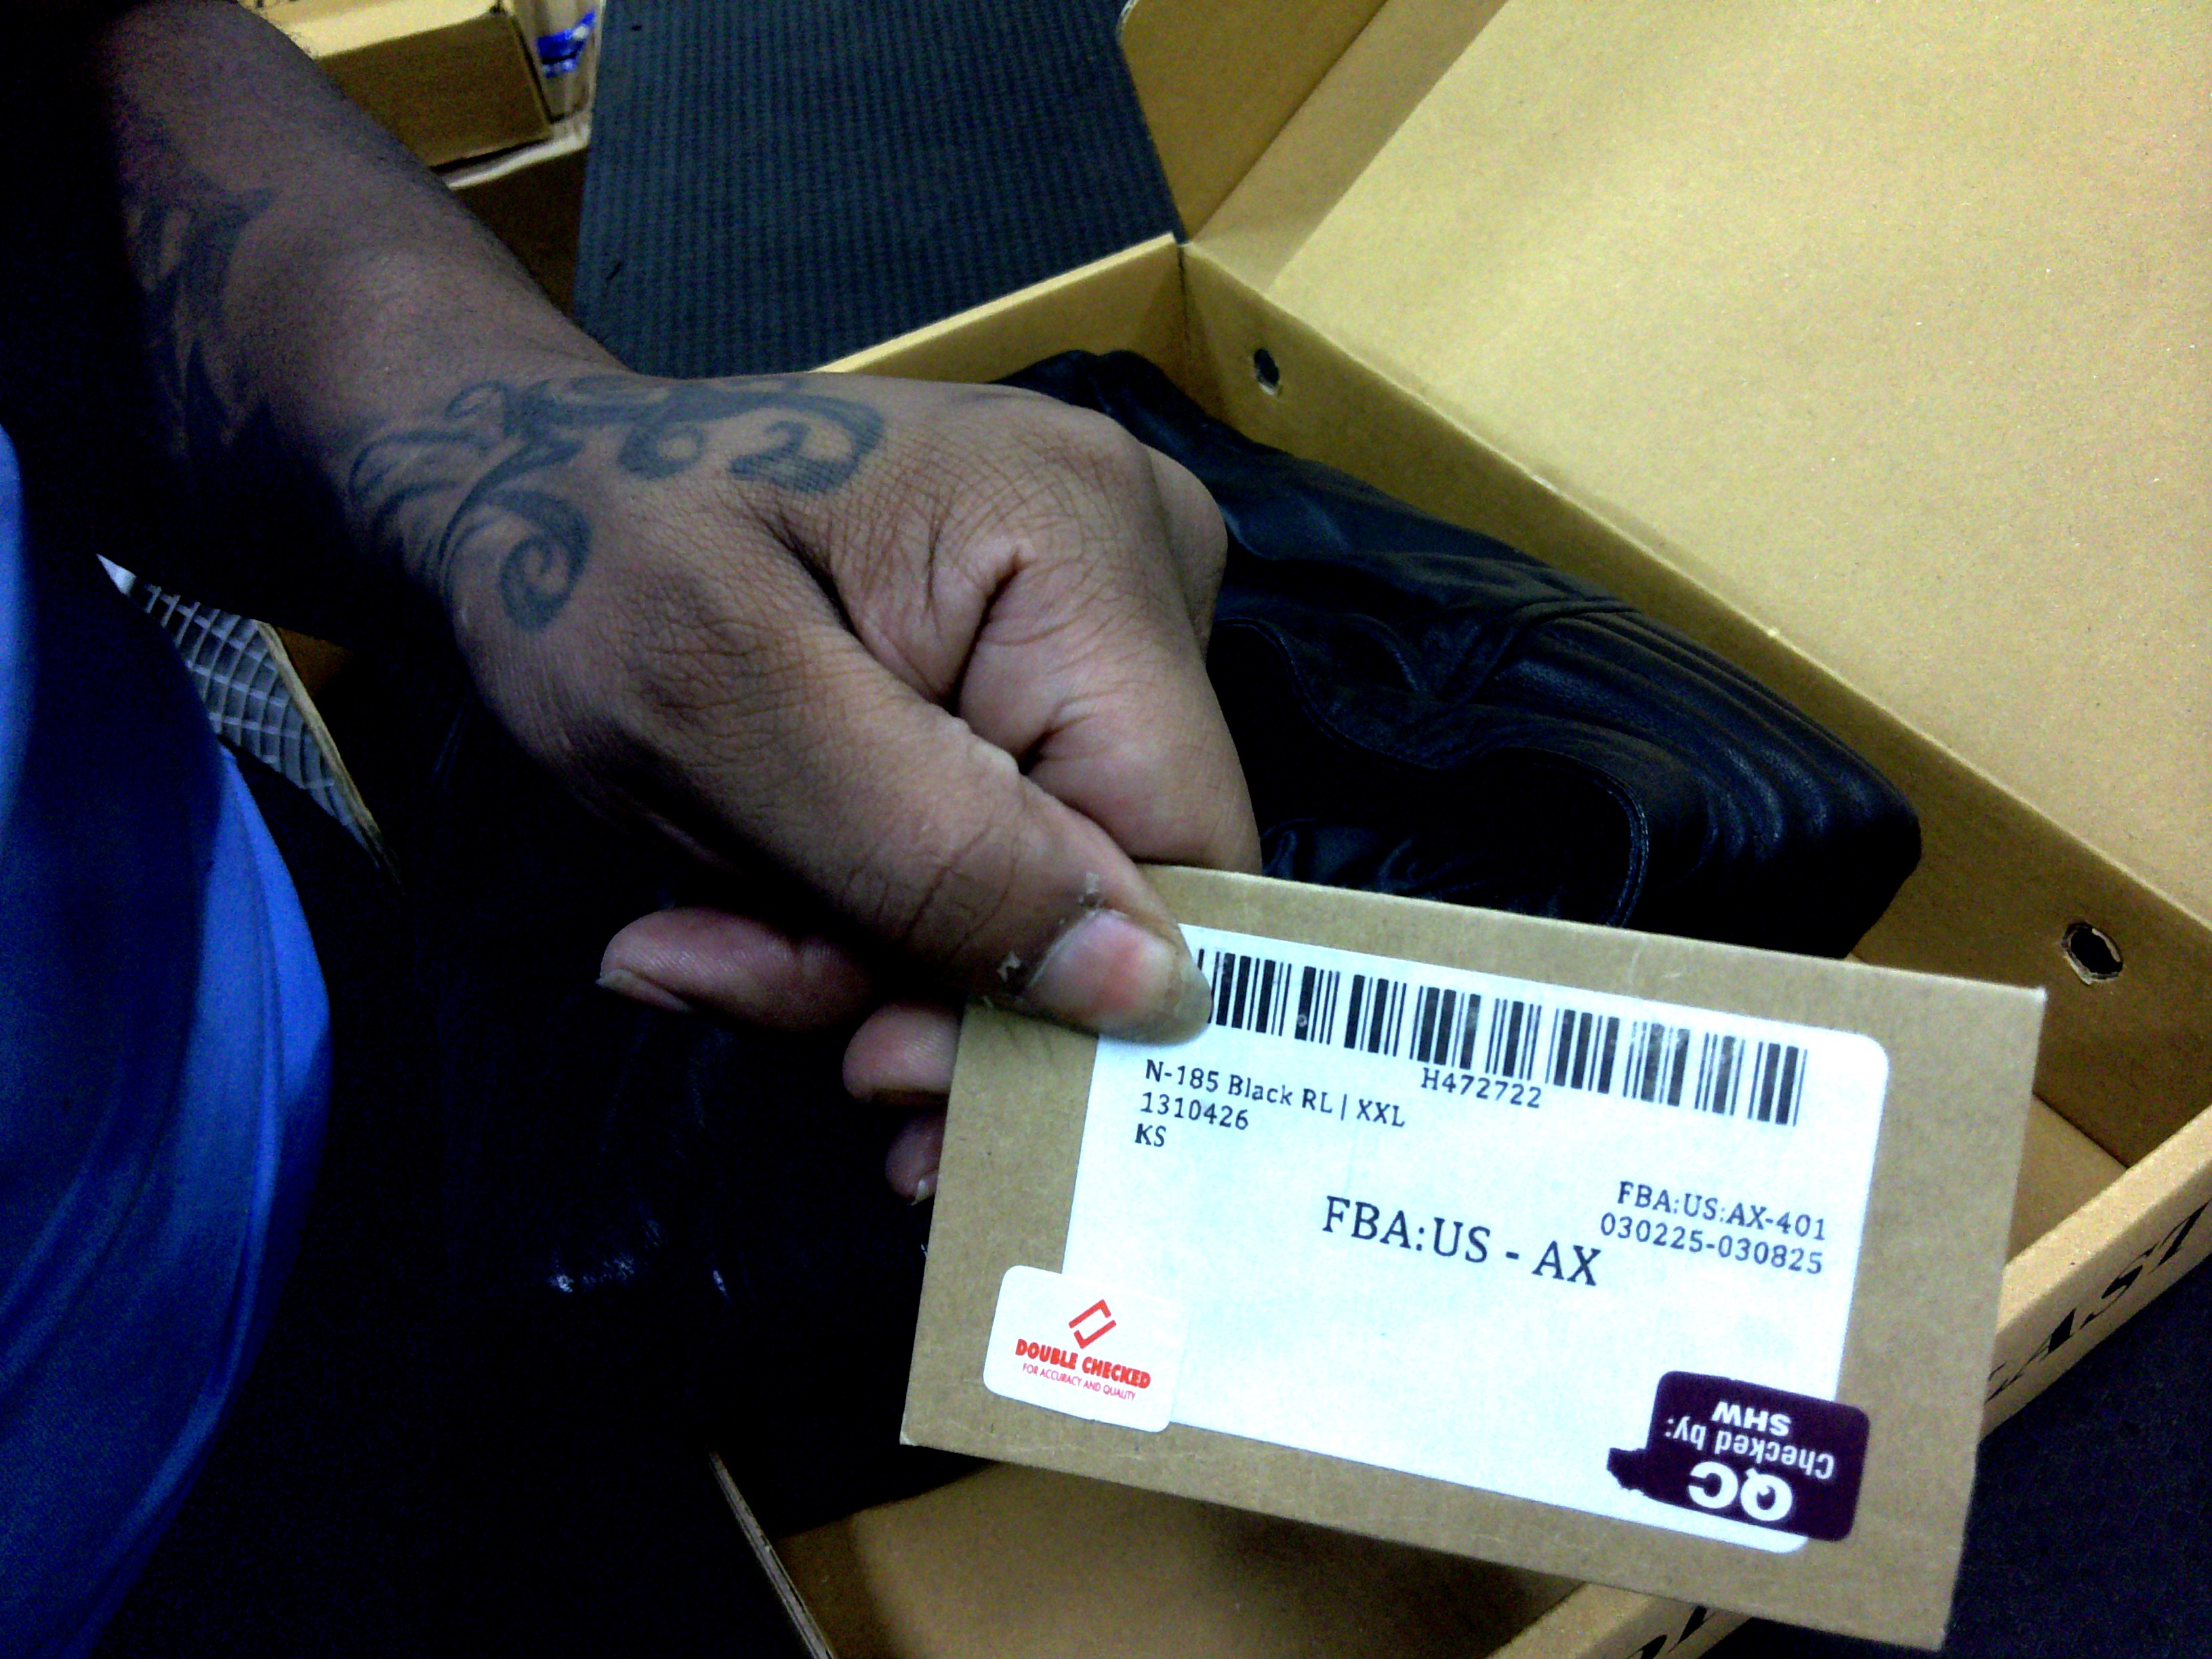 H472722
N-185 Black RL | XXL
1310426
KS
FBA:US:AX-401
030225-030825
FBA:US - AX
DOUBLE CHECKED
FOR ACCURACY AND QUALITY
QC
Checked by:
SHW